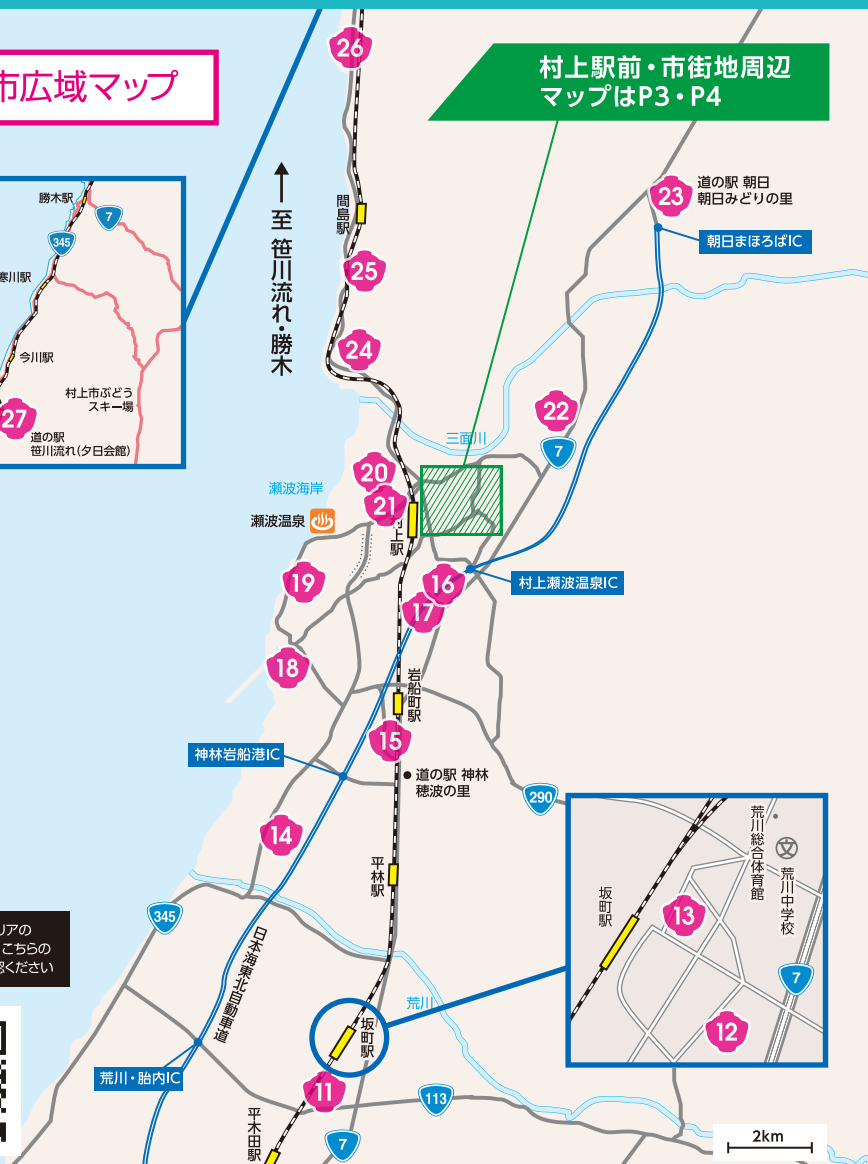 市広域マップ
村上駅前・市街地周辺
マップはP3・P4
26
間島駅
至 笹川流れ・勝木
25
24
23
道の駅 朝日
朝日みどりの里
朝日まほろばIC
勝木駅
7
345
寒川駅
今川駅
村上市ぶどう
スキー場
27
道の駅
笹川流れ(夕日会館)
22
7
三面川
20
21
村上駅
瀬波海岸
瀬波温泉
19
16
17
村上瀬波温泉IC
18
岩船町駅
15
神林岩船港IC
道の駅 神林
穂波の里
290
14
平林駅
345
日本海東北自動車道
荒川
坂町駅
荒川・胎内IC
11
113
7
平木田駅
荒川総合体育館
文
荒川中学校
坂町駅
13
7
12
リアの
こちらの
認ください
2km